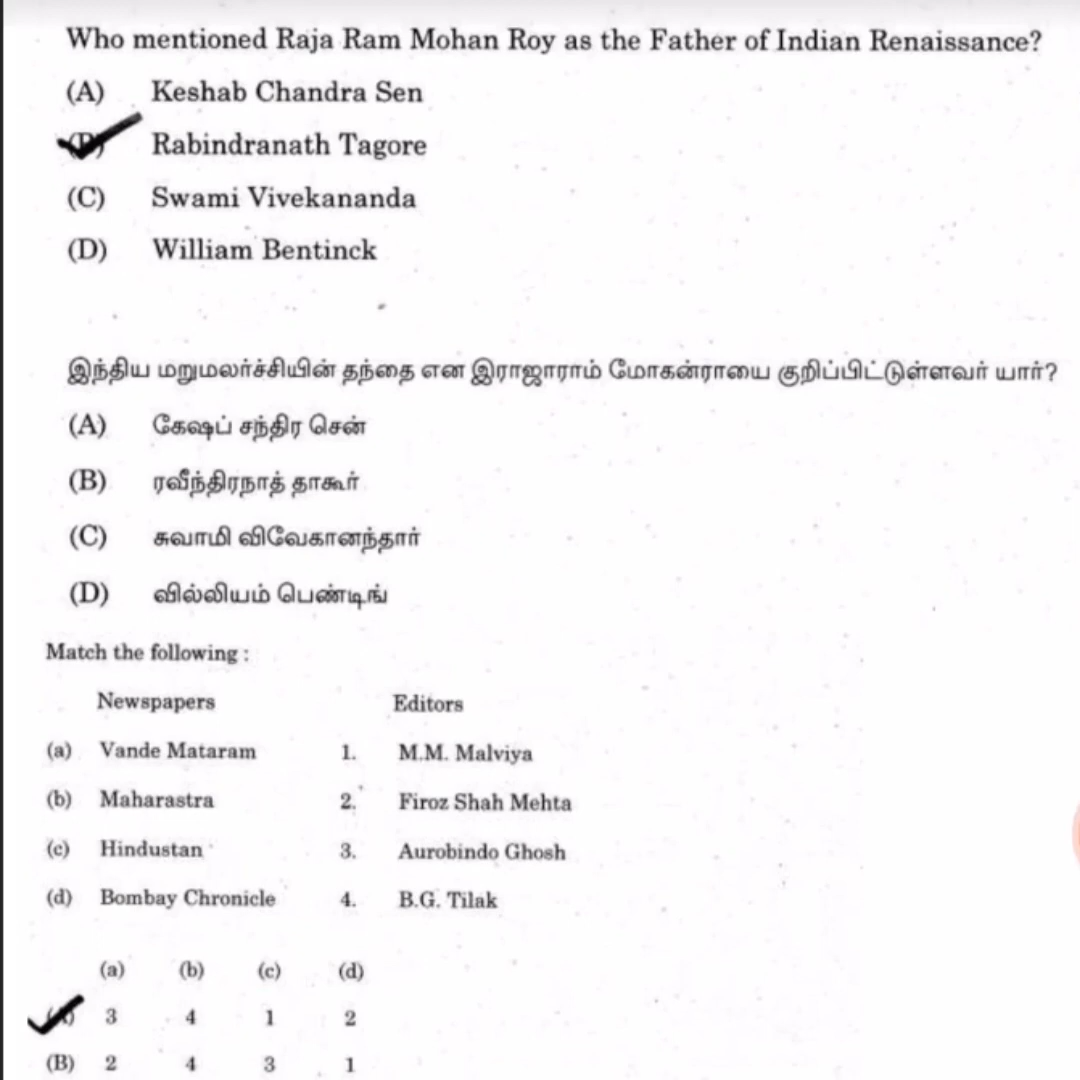 Who mentioned Raja Ram Mohan Roy as the Father of Indian Renaissance?
(A) Keshab Chandra Sen
(B) Rabindranath Tagore
(C) Swami Vivekananda
(D) William Bentinck
இந்திய மறுமலர்ச்சியின் தந்தை என இராஜாராம் மோகன்ராயை குறிப்பிட்டுள்ளவர் யார்?
(A) கேஷப் சந்திர சென்
(B) ரவீந்திரநாத் தாகூர்
(C) சுவாமி விவேகானந்தார்
(D) வில்லியம் பெண்டிங்
Match the following :
Newspapers Editors
(a) Vande Mataram 1. M.M. Malviya
(b) Maharastra 2. Firoz Shah Mehta
(c) Hindustan 3. Aurobindo Ghosh
(d) Bombay Chronicle 4. B.G. Tilak
(a) (b) (c) (d)
(A) 3 4 1 2
(B) 2 4 3 1